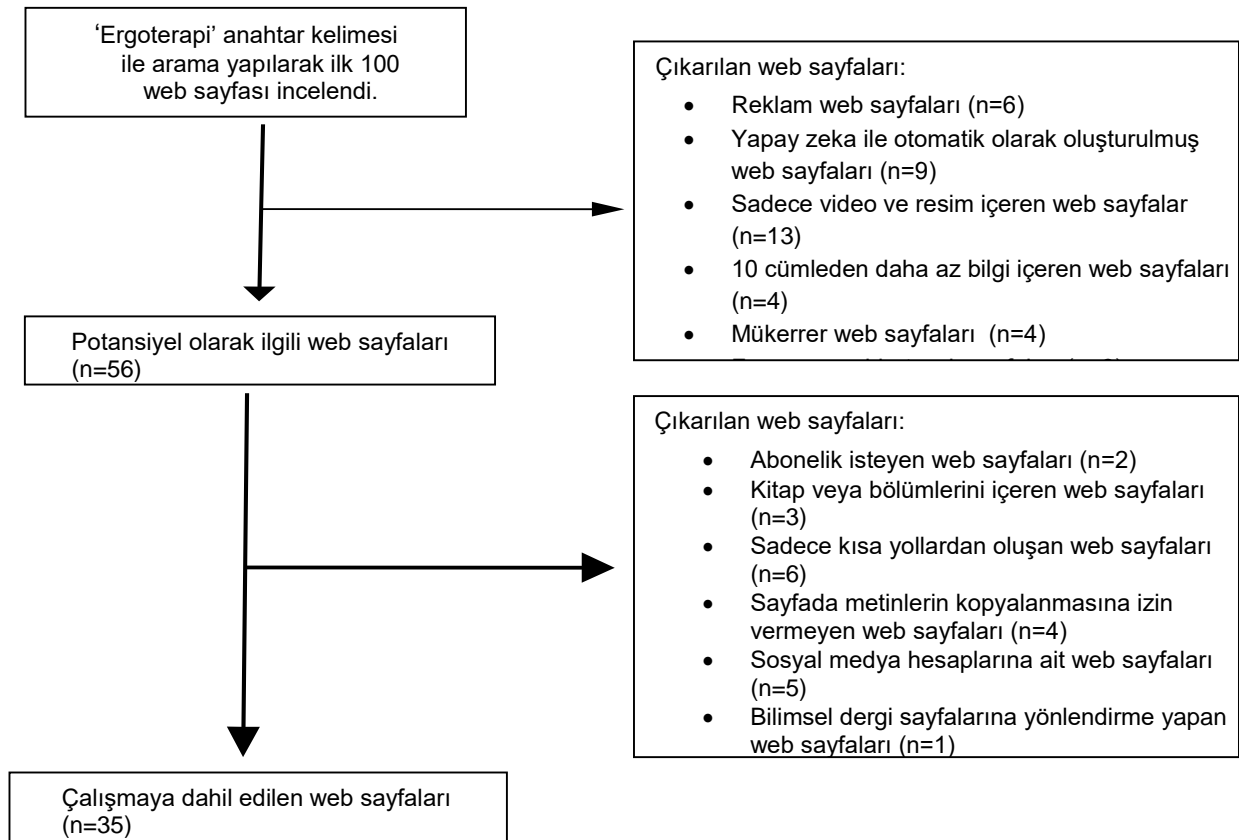 ‘Ergoterapi’ anahtar kelimesi
ile arama yapılarak ilk 100
web sayfası incelendi.
Çıkarılan web sayfaları:
• Reklam web sayfaları (n=6)
• Yapay zeka ile otomatik olarak oluşturulmuş
web sayfaları (n=9)
• Sadece video ve resim içeren web sayfalar
(n=13)
• 10 cümleden daha az bilgi içeren web sayfaları
(n=4)
• Mükerrer web sayfaları (n=4)
Potansiyel olarak ilgili web sayfaları
(n=56)
Çıkarılan web sayfaları:
• Abonelik isteyen web sayfaları (n=2)
• Kitap veya bölümlerini içeren web sayfaları
(n=3)
• Sadece kısa yollardan oluşan web sayfaları
(n=6)
• Sayfada metinlerin kopyalanmasına izin
vermeyen web sayfaları (n=4)
• Sosyal medya hesaplarına ait web sayfaları
(n=5)
• Bilimsel dergi sayfalarına yönlendirme yapan
web sayfaları (n=1)
Çalışmaya dahil edilen web sayfaları
(n=35)